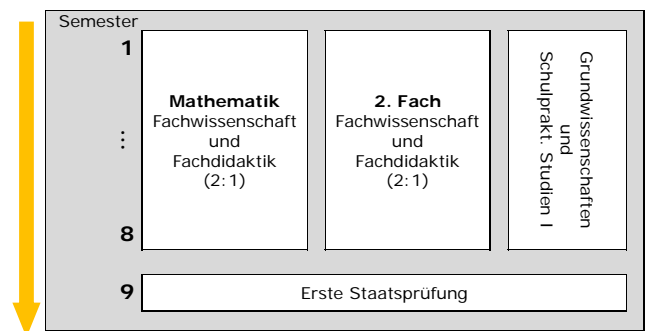 Semester
1
⋮
8
9
Mathematik
Fachwissenschaft
und
Fachdidaktik
(2:1)
2. Fach
Fachwissenschaft
und
Fachdidaktik
(2:1)
Grundwissenschaften
und
Schulprakt. Studien I
Erste Staatsprüfung